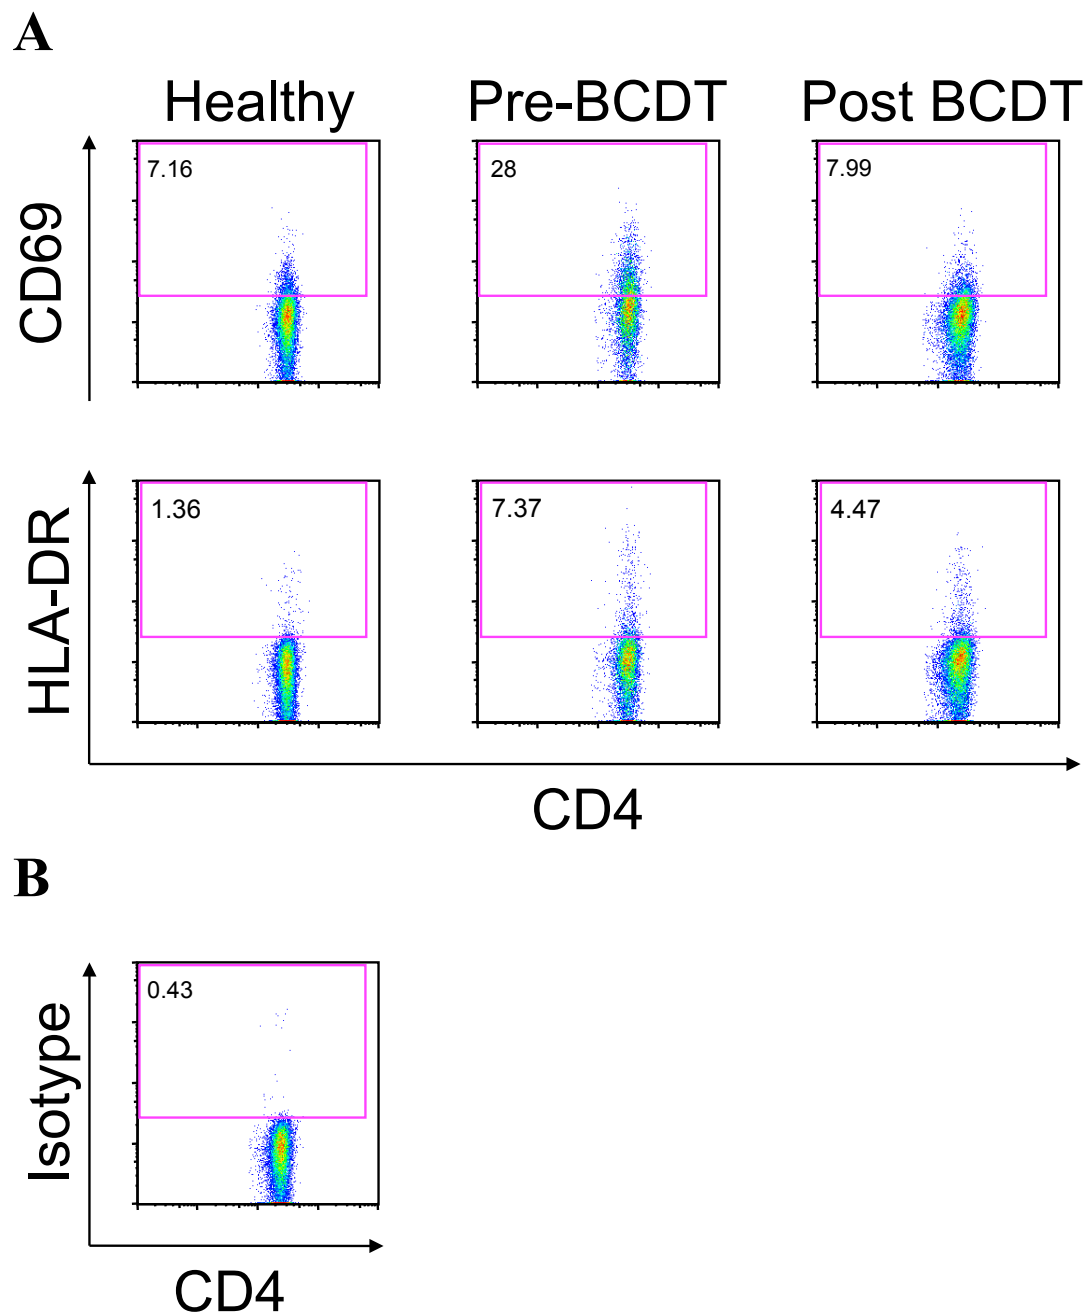 A
Healthy Pre-BCDT Post BCDT
CD69
7.16 28 7.99
HLA-DR
1.36 7.37 4.47
CD4
B
Isotype
0.43
CD4